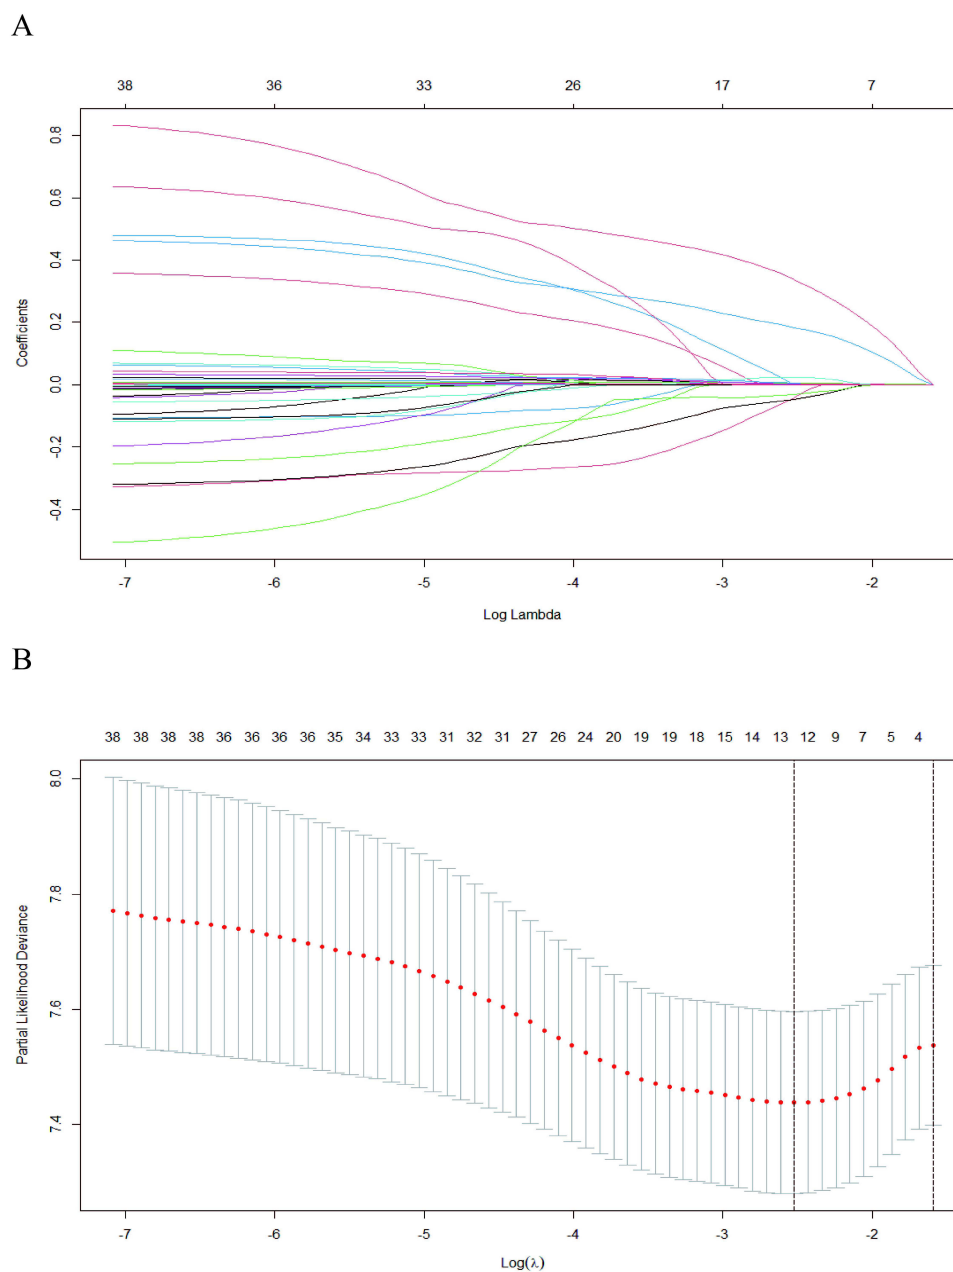 A
38 36 33 26 17 7
Coefficients
0.8
0.6
0.4
0.2
0.0
-0.2
-0.4
-7 -6 -5 -4 -3 -2
Log Lambda
B
38 38 38 38 36 36 36 36 35 34 33 33 31 32 31 27 26 24 20 19 19 18 15 14 13 12 9 7 5 4
Partial Likelihood Deviance
8.0
7.8
7.6
7.4
-7 -6 -5 -4 -3 -2
Log(λ)